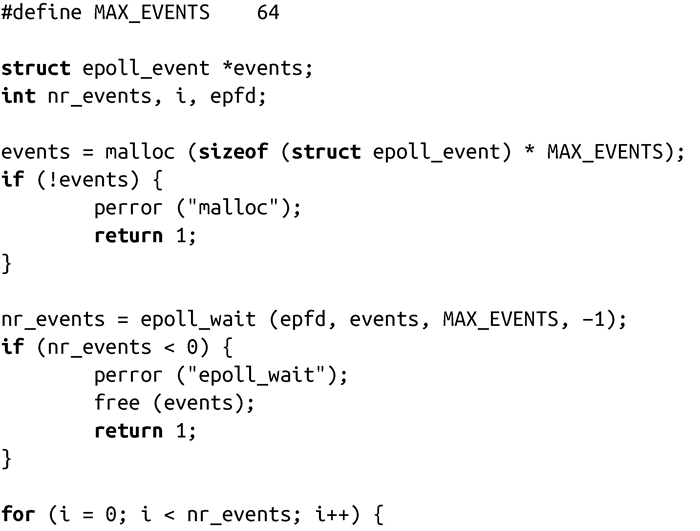 #define MAX_EVENTS    64

struct epoll_event *events;
int nr_events, i, epfd;

events = malloc (sizeof (struct epoll_event) * MAX_EVENTS);
if (!events) {
        perror ("malloc");
        return 1;
}

nr_events = epoll_wait (epfd, events, MAX_EVENTS, −1);
if (nr_events < 0) {
        perror ("epoll_wait");
        free (events);
        return 1;
}

for (i = 0; i < nr_events; i++) {